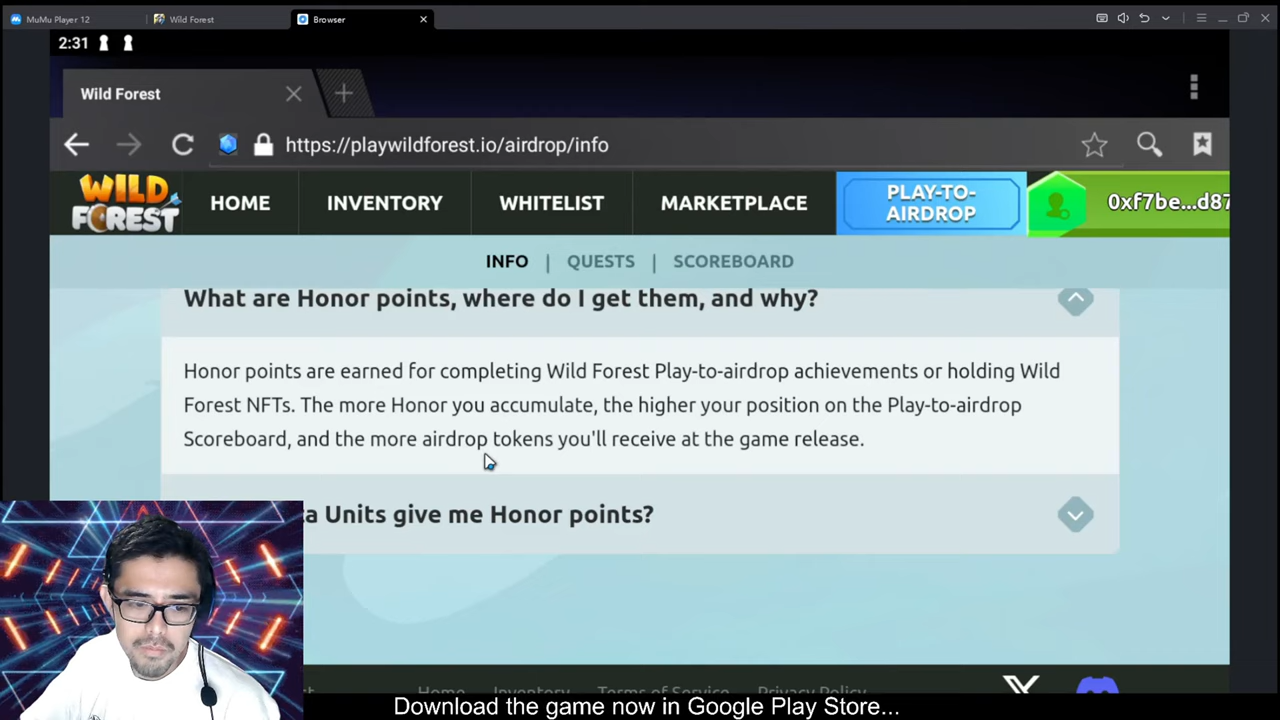 MuMu Player 12
Wild Forest
Browser
2:31
Wild Forest
https://playwildforest.io/airdrop/info
WILD FOREST
HOME
INVENTORY
WHITELIST
MARKETPLACE
PLAY-TO-
AIRDROP
0xf7be...d87
INFO | QUESTS | SCOREBOARD
What are Honor points, where do I get them, and why?
Honor points are earned for completing Wild Forest Play-to-airdrop achievements or holding Wild
Forest NFTs. The more Honor you accumulate, the higher your position on the Play-to-airdrop
Scoreboard, and the more airdrop tokens you'll receive at the game release.
Units give me Honor points?
Home Inventory Terms of Service Privacy Policy
Download the game now in Google Play Store...